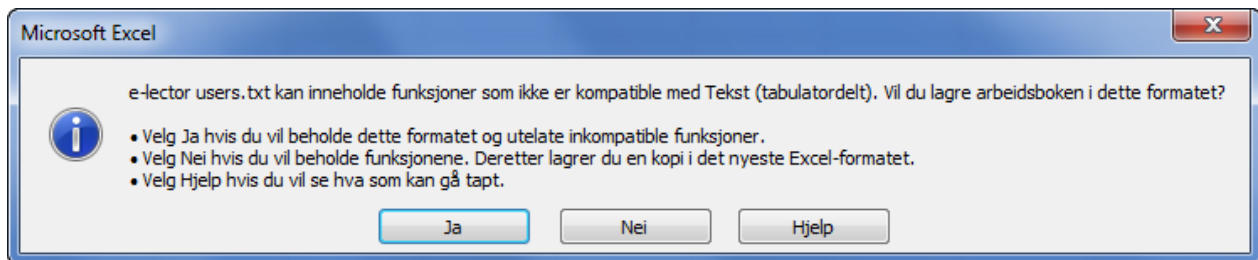 Microsoft Excel
e-lector users.txt kan inneholde funksjoner som ikke er kompatible med Tekst (tabulatordelt). Vil du lagre arbeidsboken i dette formatet?
• Velg Ja hvis du vil beholde dette formatet og utelate inkompatible funksjoner.
• Velg Nei hvis du vil beholde funksjonene. Deretter lagrer du en kopi i det nyeste Excel-formatet.
• Velg Hjelp hvis du vil se hva som kan gå tapt.
Ja
Nei
Hjelp